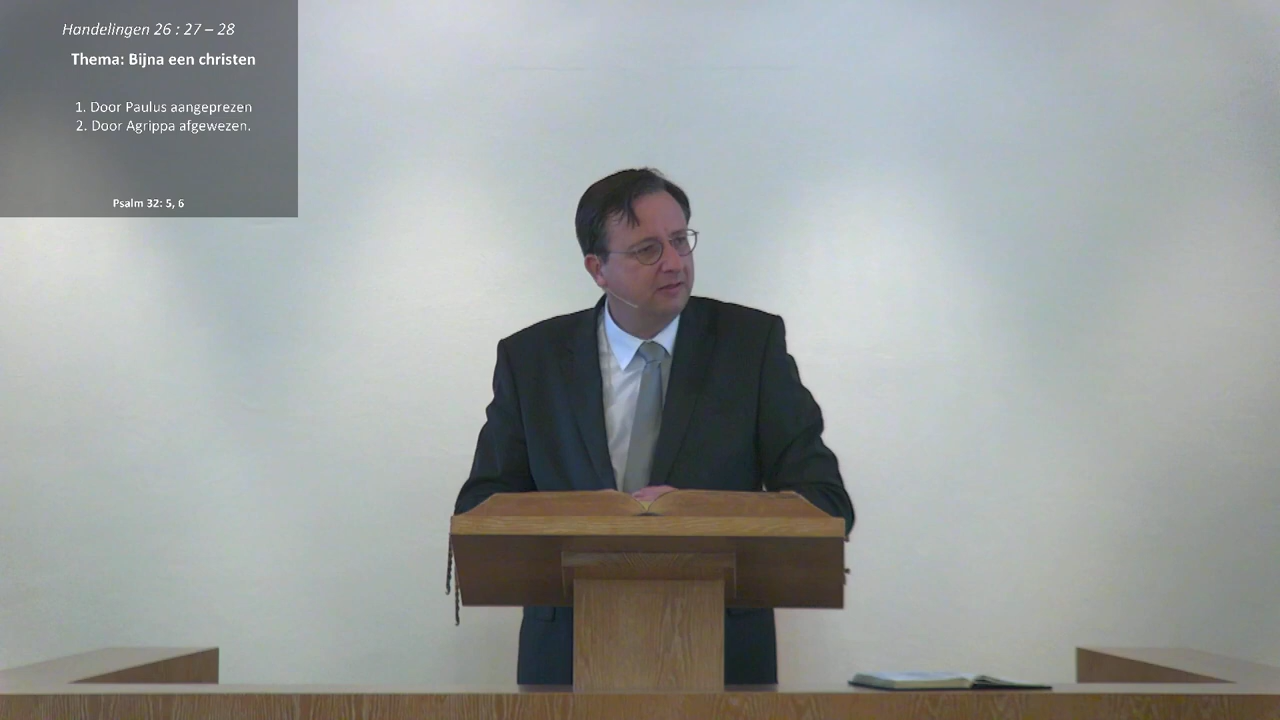 Handelingen 26 : 27 – 28
Thema: Bijna een christen
1. Door Paulus aangeprezen
2. Door Agrippa afgewezen.
Psalm 32: 5, 6